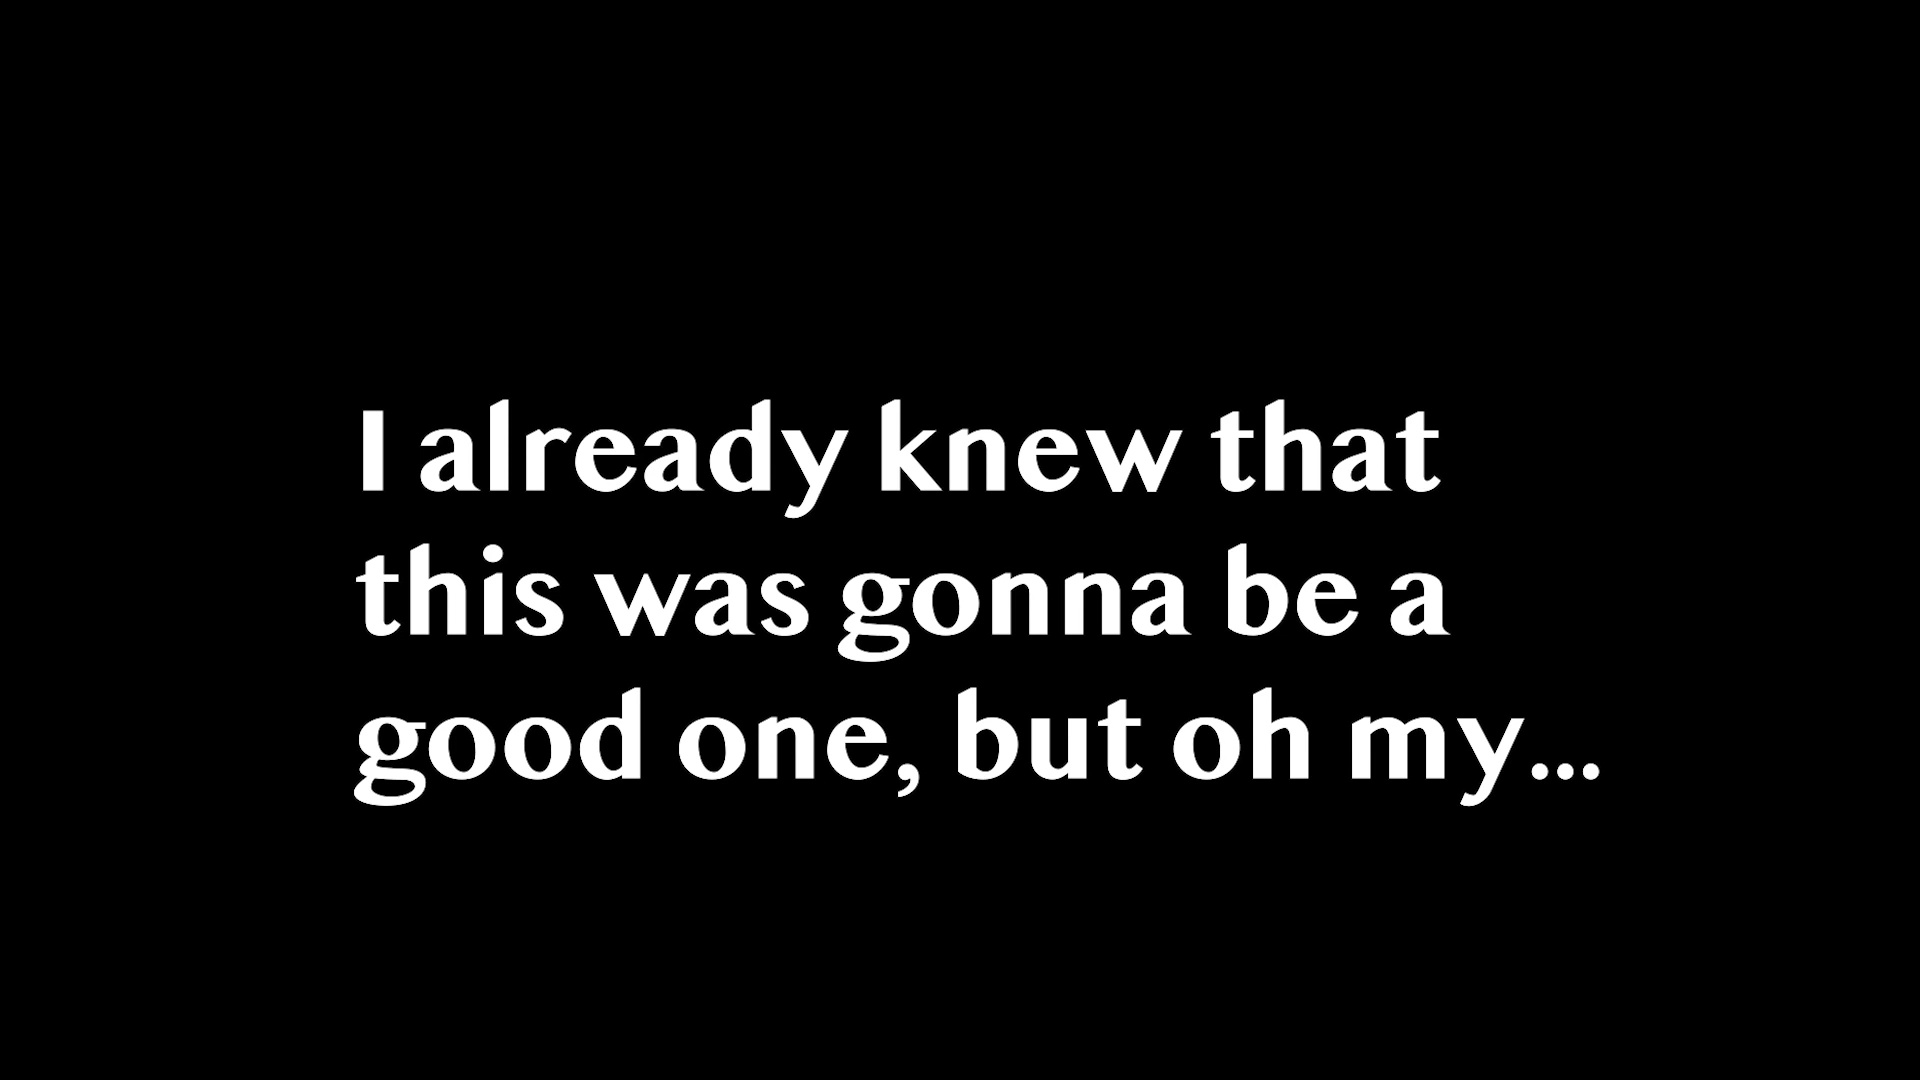 I already knew that
this was gonna be a
good one, but oh my...